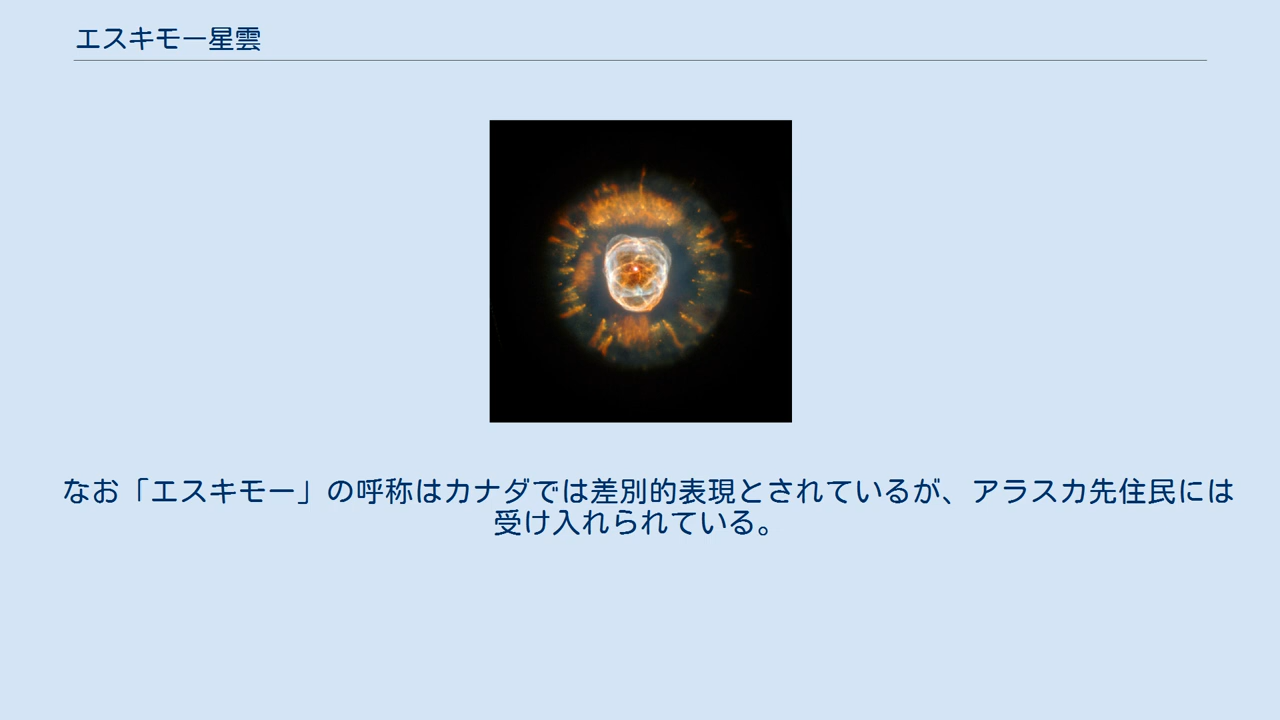 エスキモー星雲
なお「エスキモー」の呼称はカナダでは差別的表現とされているが、アラスカ先住民には
受け入れられている。